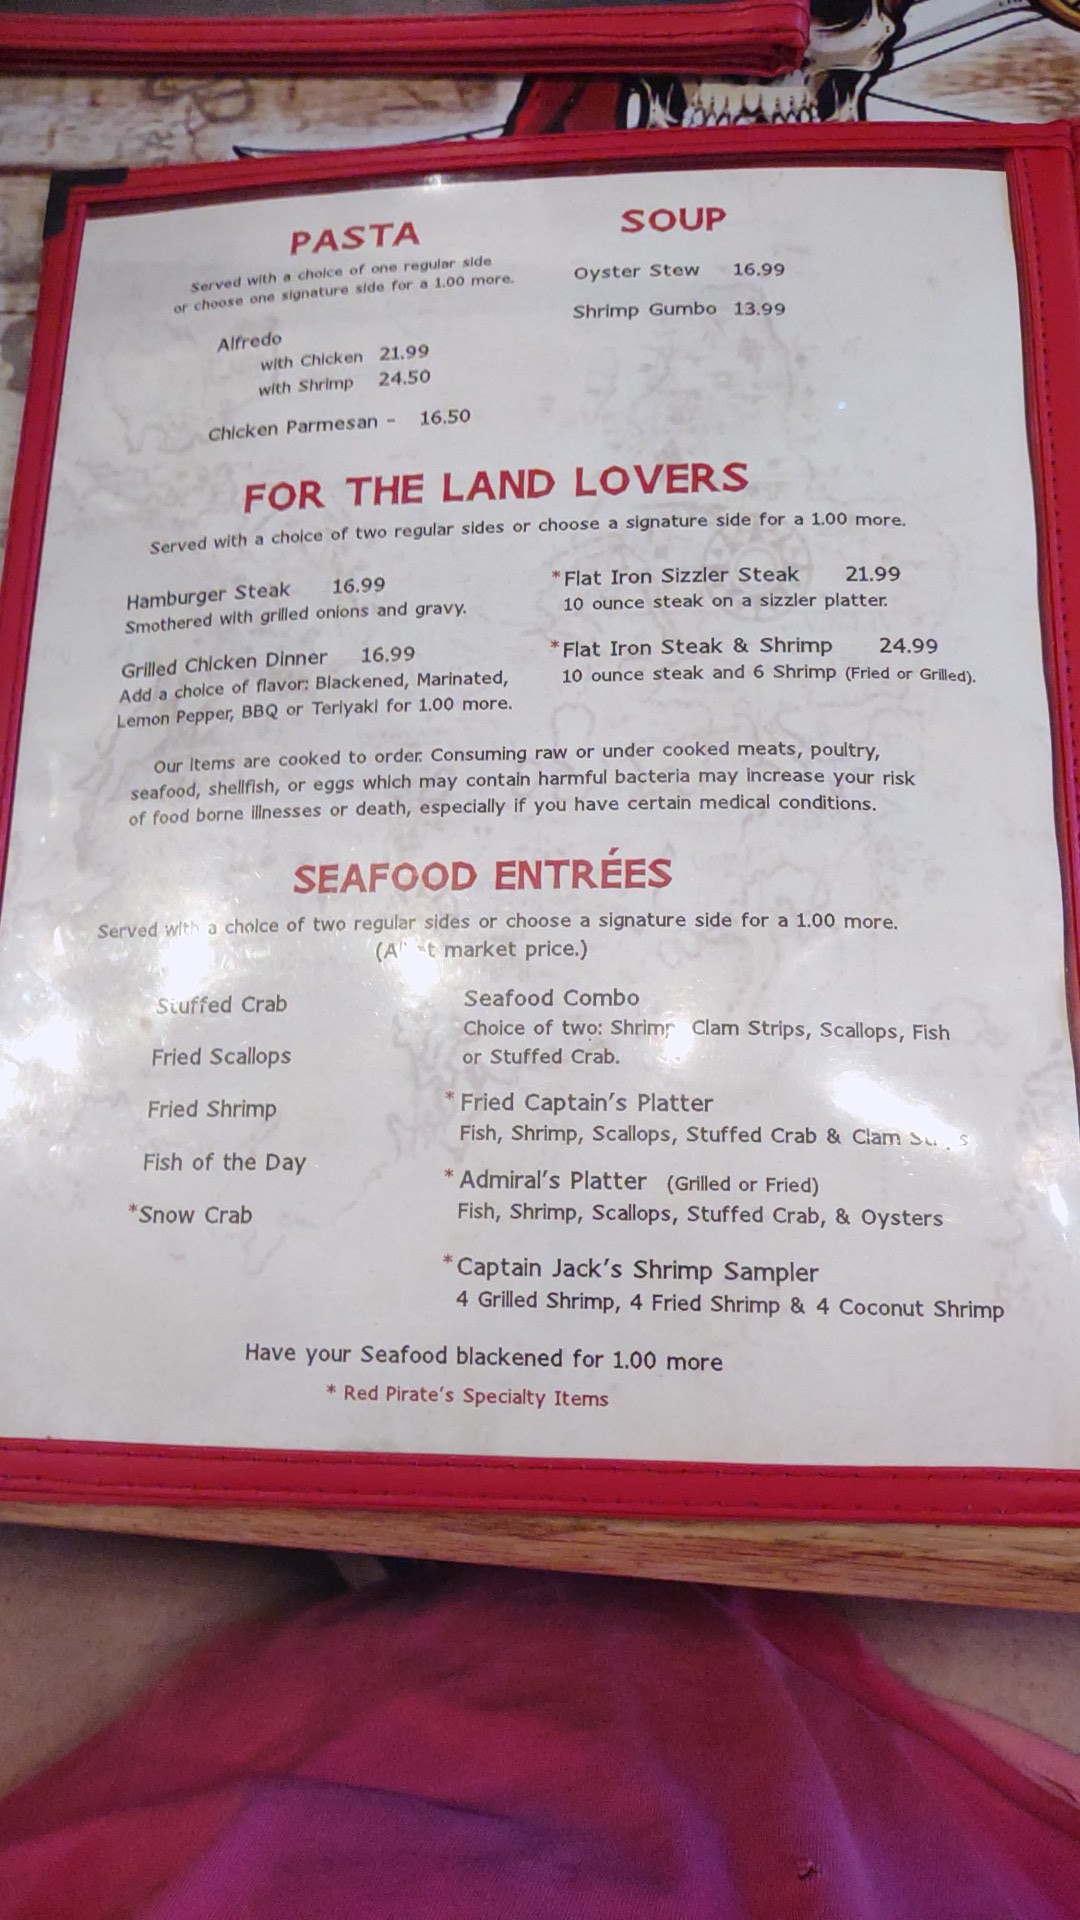 PASTA
Served with a choice of one regular side
or choose one signature side for a 1.00 more.
Alfredo
with Chicken 21.99
with Shrimp 24.50
Chicken Parmesan - 16.50
SOUP
Oyster Stew 16.99
Shrimp Gumbo 13.99
FOR THE LAND LOVERS
Served with a choice of two regular sides or choose a signature side for a 1.00 more.
Hamburger Steak 16.99
Smothered with grilled onions and gravy.
Grilled Chicken Dinner 16.99
Add a choice of flavor: Blackened, Marinated,
Lemon Pepper, BBQ or Teriyaki for 1.00 more.
*Flat Iron Sizzler Steak 21.99
10 ounce steak on a sizzler platter.
*Flat Iron Steak & Shrimp 24.99
10 ounce steak and 6 Shrimp (Fried or Grilled).
Our items are cooked to order. Consuming raw or under cooked meats, poultry,
seafood, shellfish, or eggs which may contain harmful bacteria may increase your risk
of food borne illnesses or death, especially if you have certain medical conditions.
SEAFOOD ENTRÉES
Served with a choice of two regular sides or choose a signature side for a 1.00 more.
market price.)
Stuffed Crab
Fried Scallops
Fried Shrimp
Fish of the Day
*Snow Crab
Seafood Combo
Choice of two: Shrimp Clam Strips, Scallops, Fish
or Stuffed Crab.
*Fried Captain's Platter
Fish, Shrimp, Scallops, Stuffed Crab & Clam
*Admiral's Platter (Grilled or Fried)
Fish, Shrimp, Scallops, Stuffed Crab, & Oysters
*Captain Jack's Shrimp Sampler
4 Grilled Shrimp, 4 Fried Shrimp & 4 Coconut Shrimp
Have your Seafood blackened for 1.00 more
* Red Pirate's Specialty Items